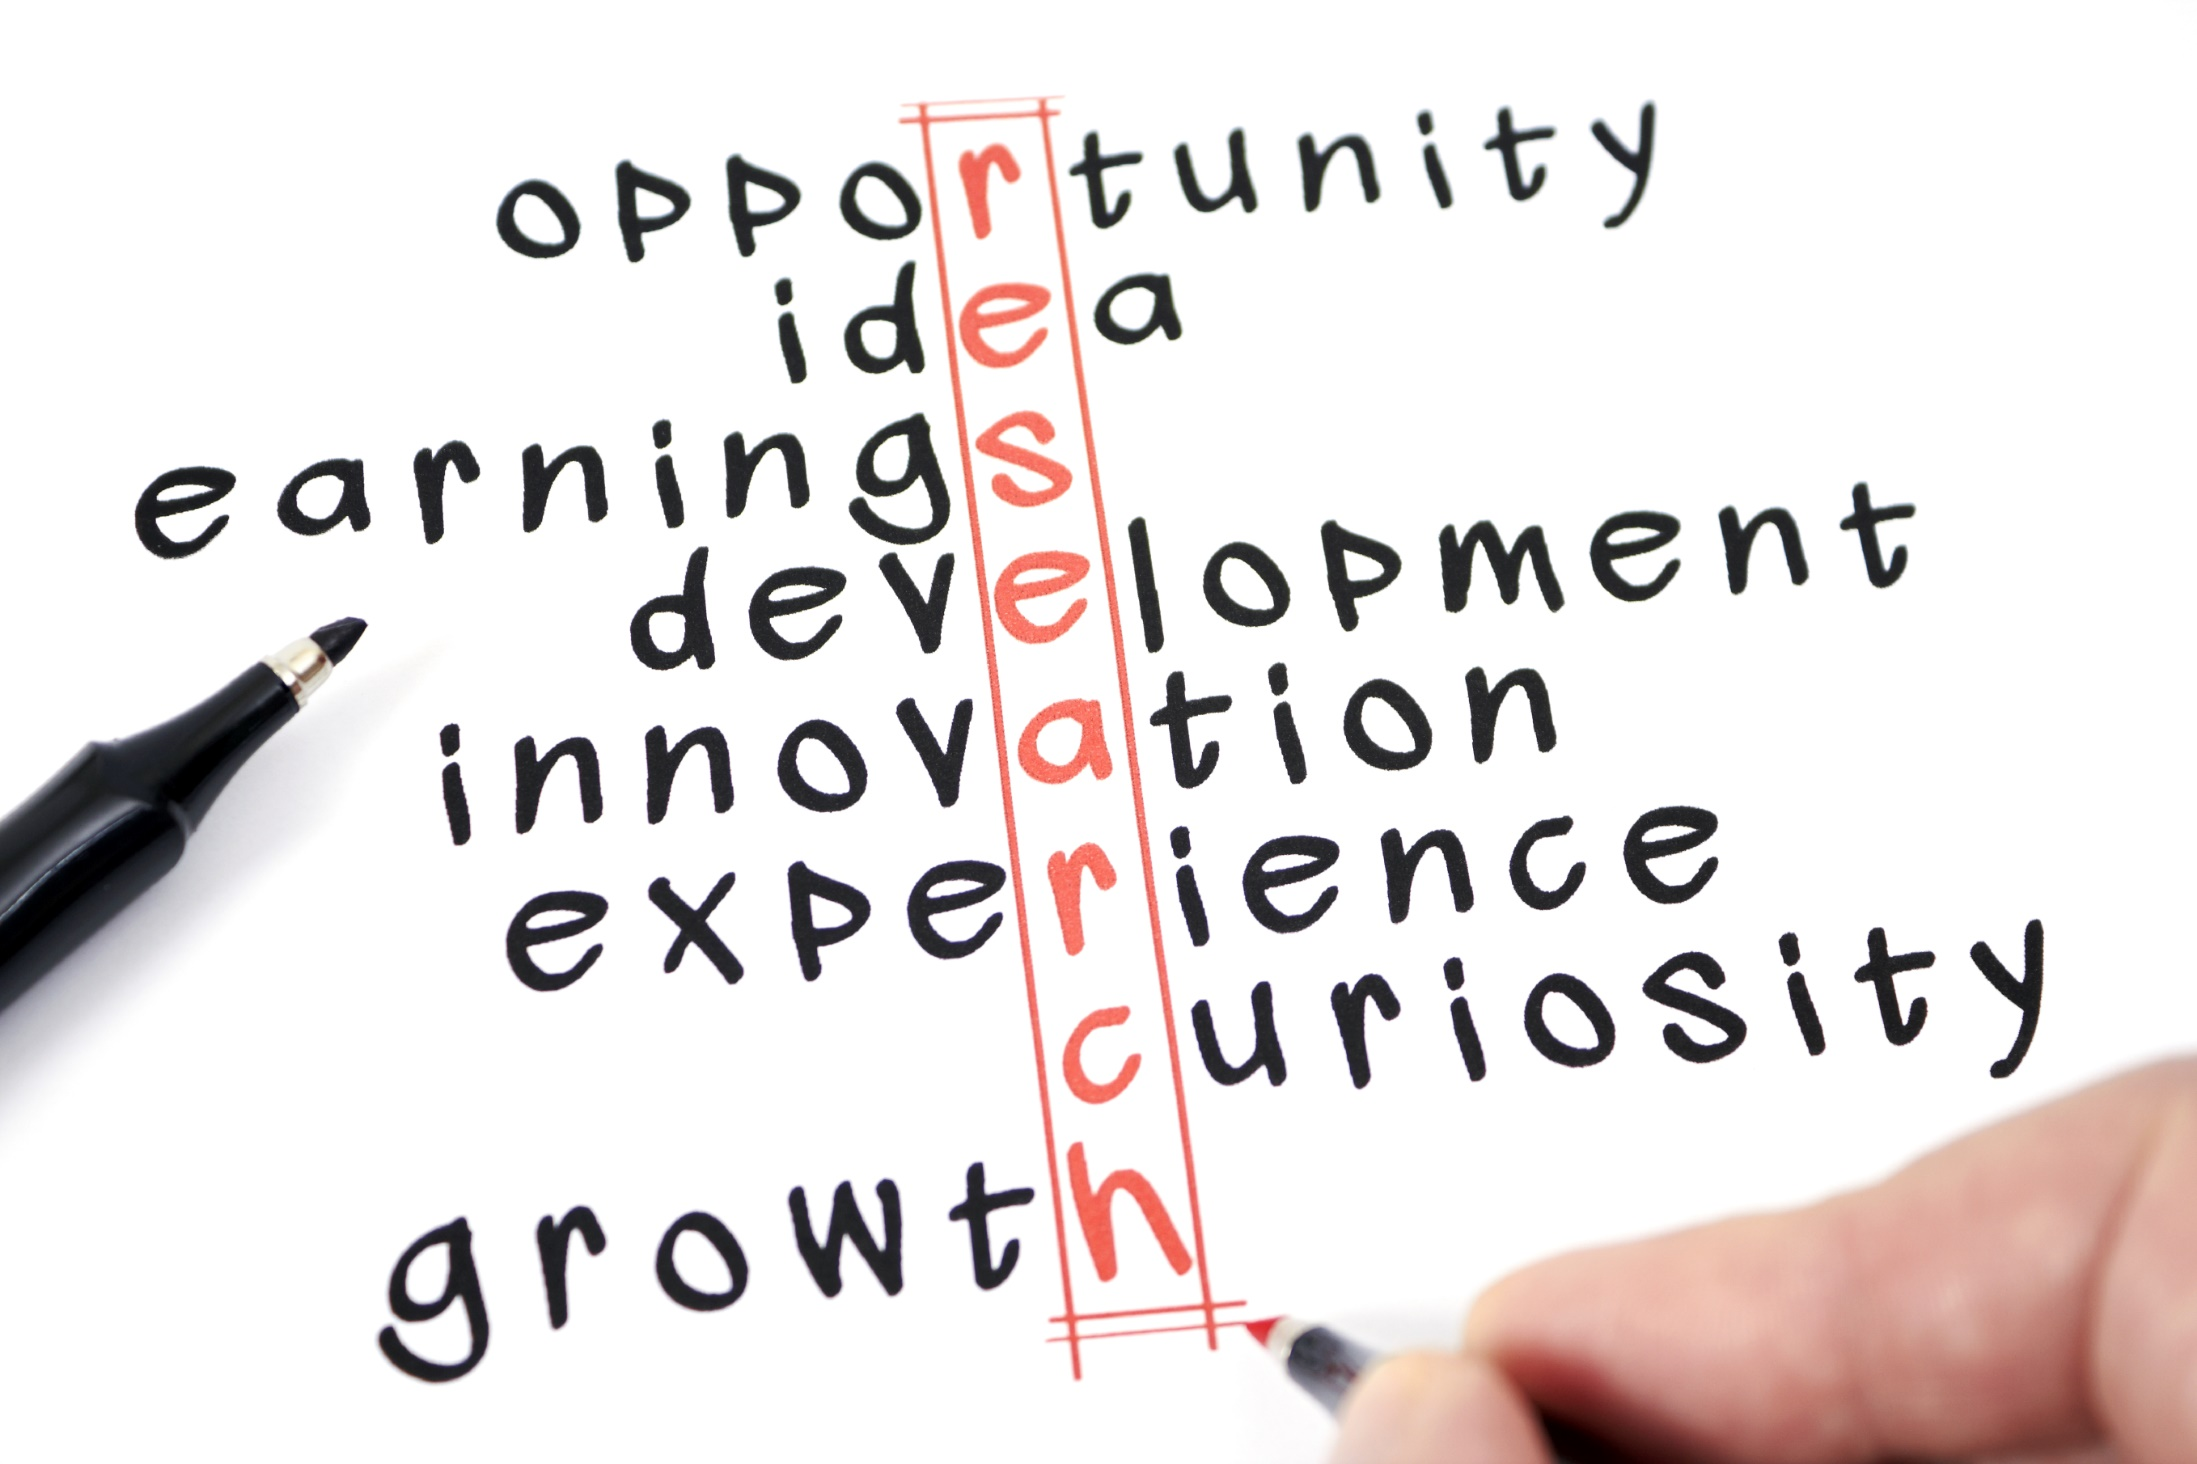 opportunity
idea
earnings
development
innovation
experience
curiosity
growth